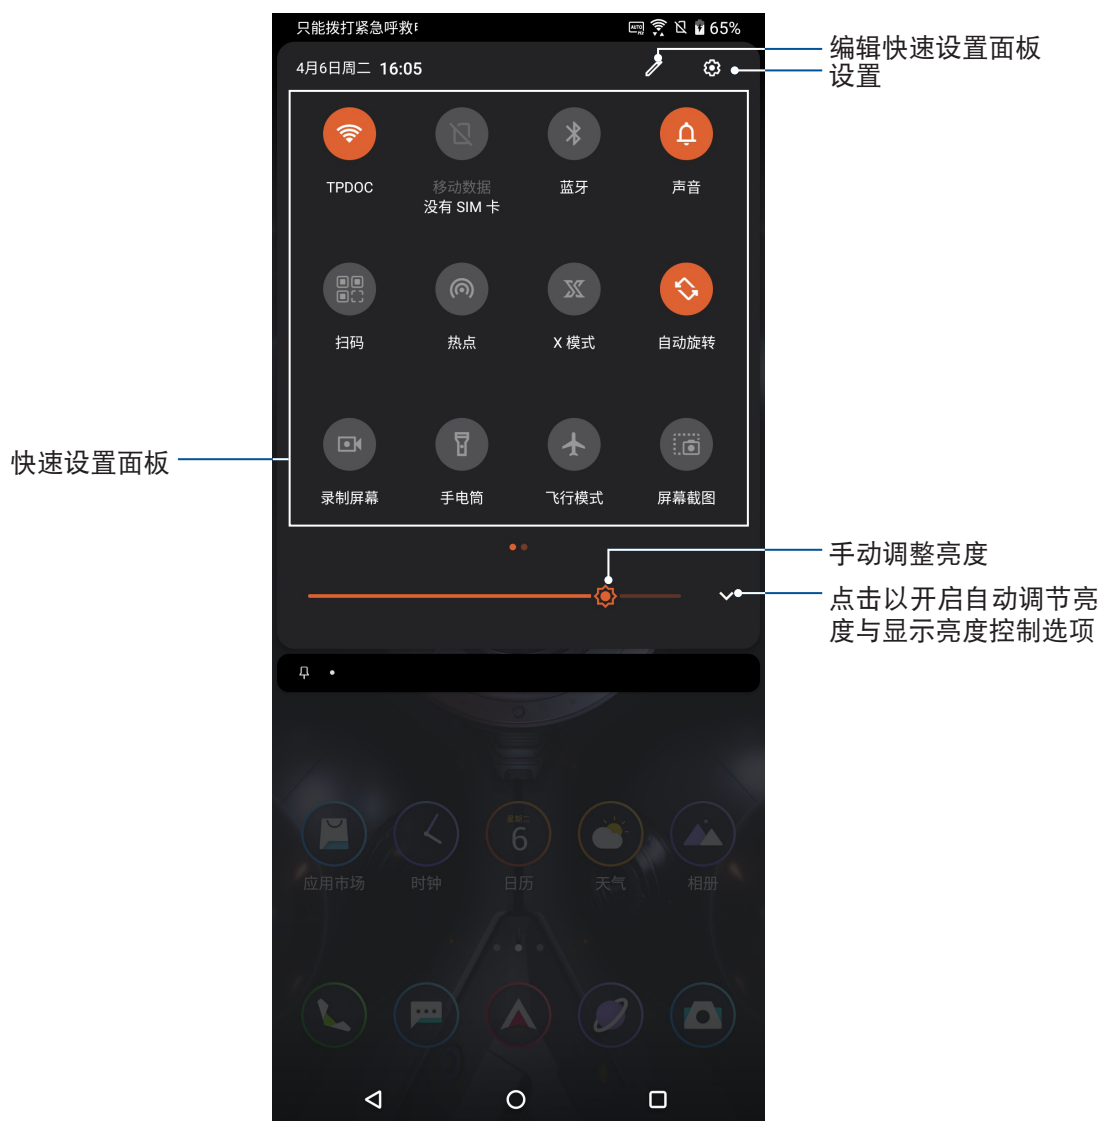 只能拨打紧急呼救
AUTO
65%
4月6日周二 16:05
编辑快速设置面板
设置
TPDOC
移动数据
没有 SIM 卡
蓝牙
声音
扫码
热点
X 模式
自动旋转
快速设置面板
录制屏幕
手电筒
飞行模式
屏幕截图
手动调整亮度
点击以开启自动调节亮
度与显示亮度控制选项
星期二
6
应用市场
时钟
日历
天气
相册